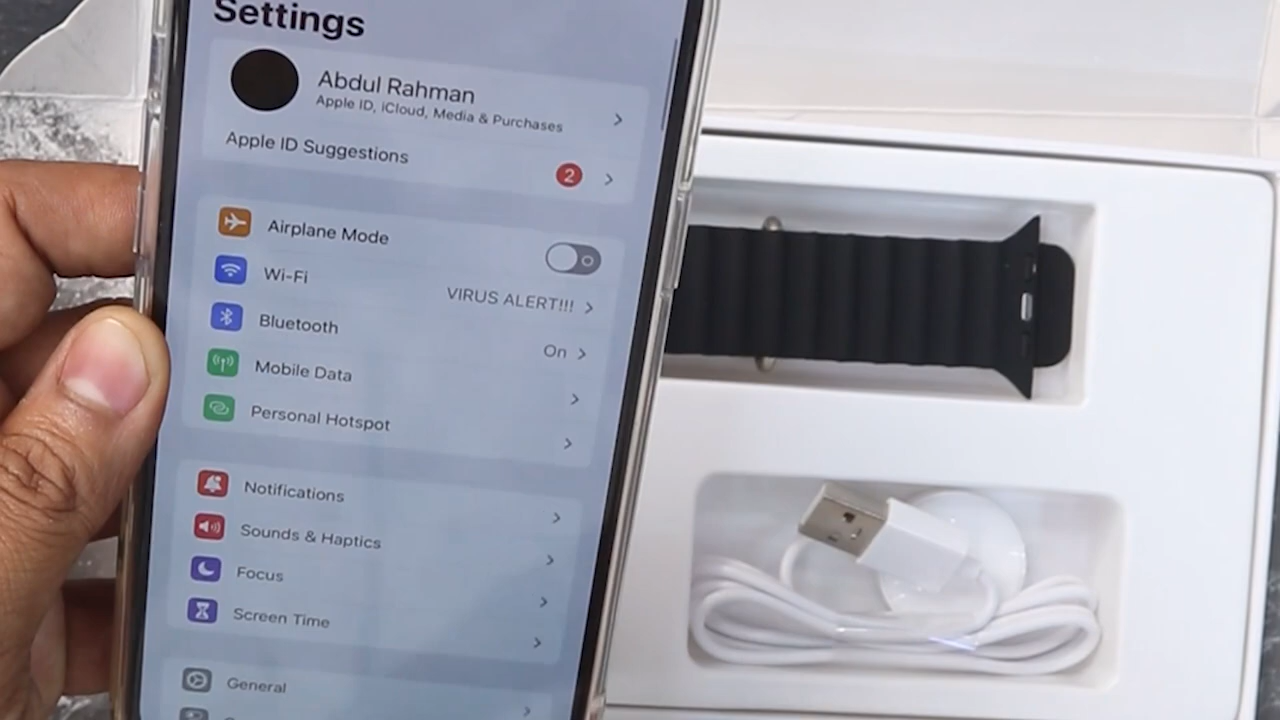 Settings
Abdul Rahman
Apple ID, iCloud, Media & Purchases
Apple ID Suggestions
2
Airplane Mode
Wi-Fi
VIRUS ALERT!!!
Bluetooth
On
Mobile Data
Personal Hotspot
Notifications
Sounds & Haptics
Focus
Screen Time
General